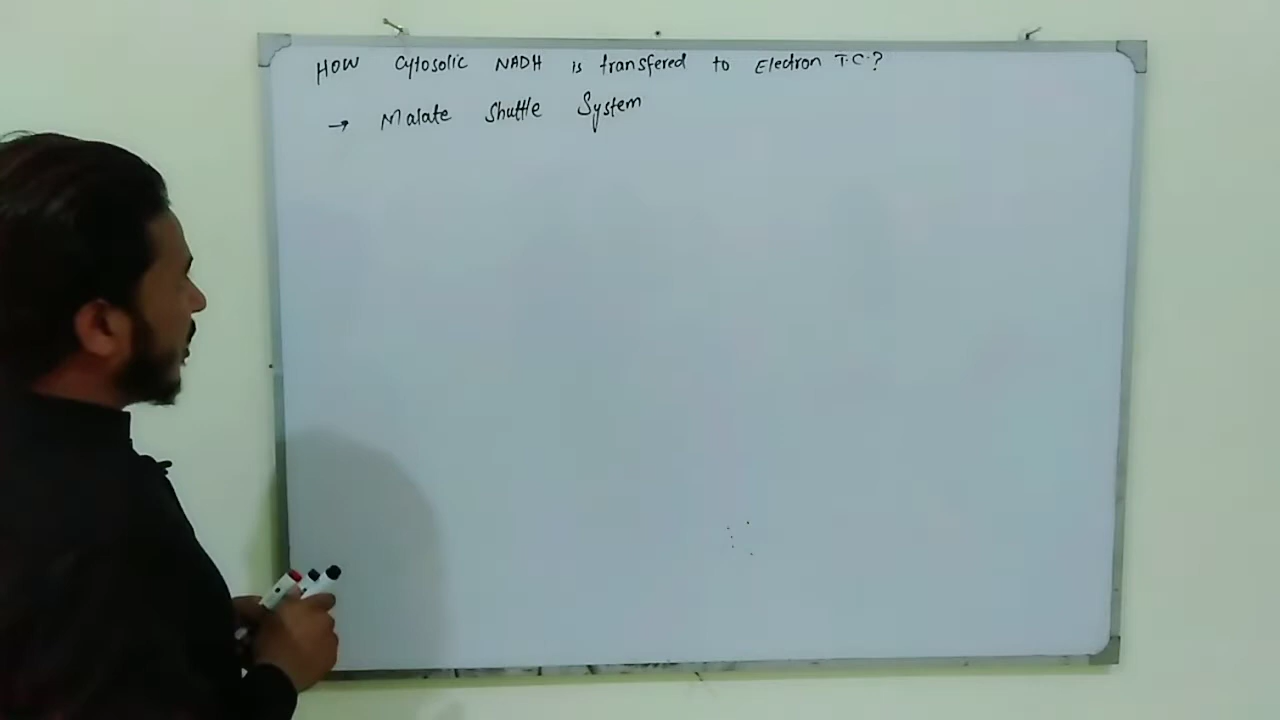 HOW Cytosolic NADH is transfered to Electron T.C.?
→ Malate Shuttle System